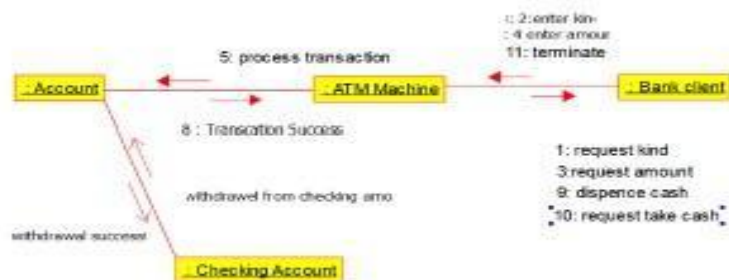 : 2: enter kin
: 4 enter amour
11: terminate
5: process transaction
: Account
: ATM Machine
: Bank client
8 : Transcation Success
1: request kind
3:request amount
9: dispence cash
10: request take cash
withdrawel from checking amo
withdrawal success
: Checking Account